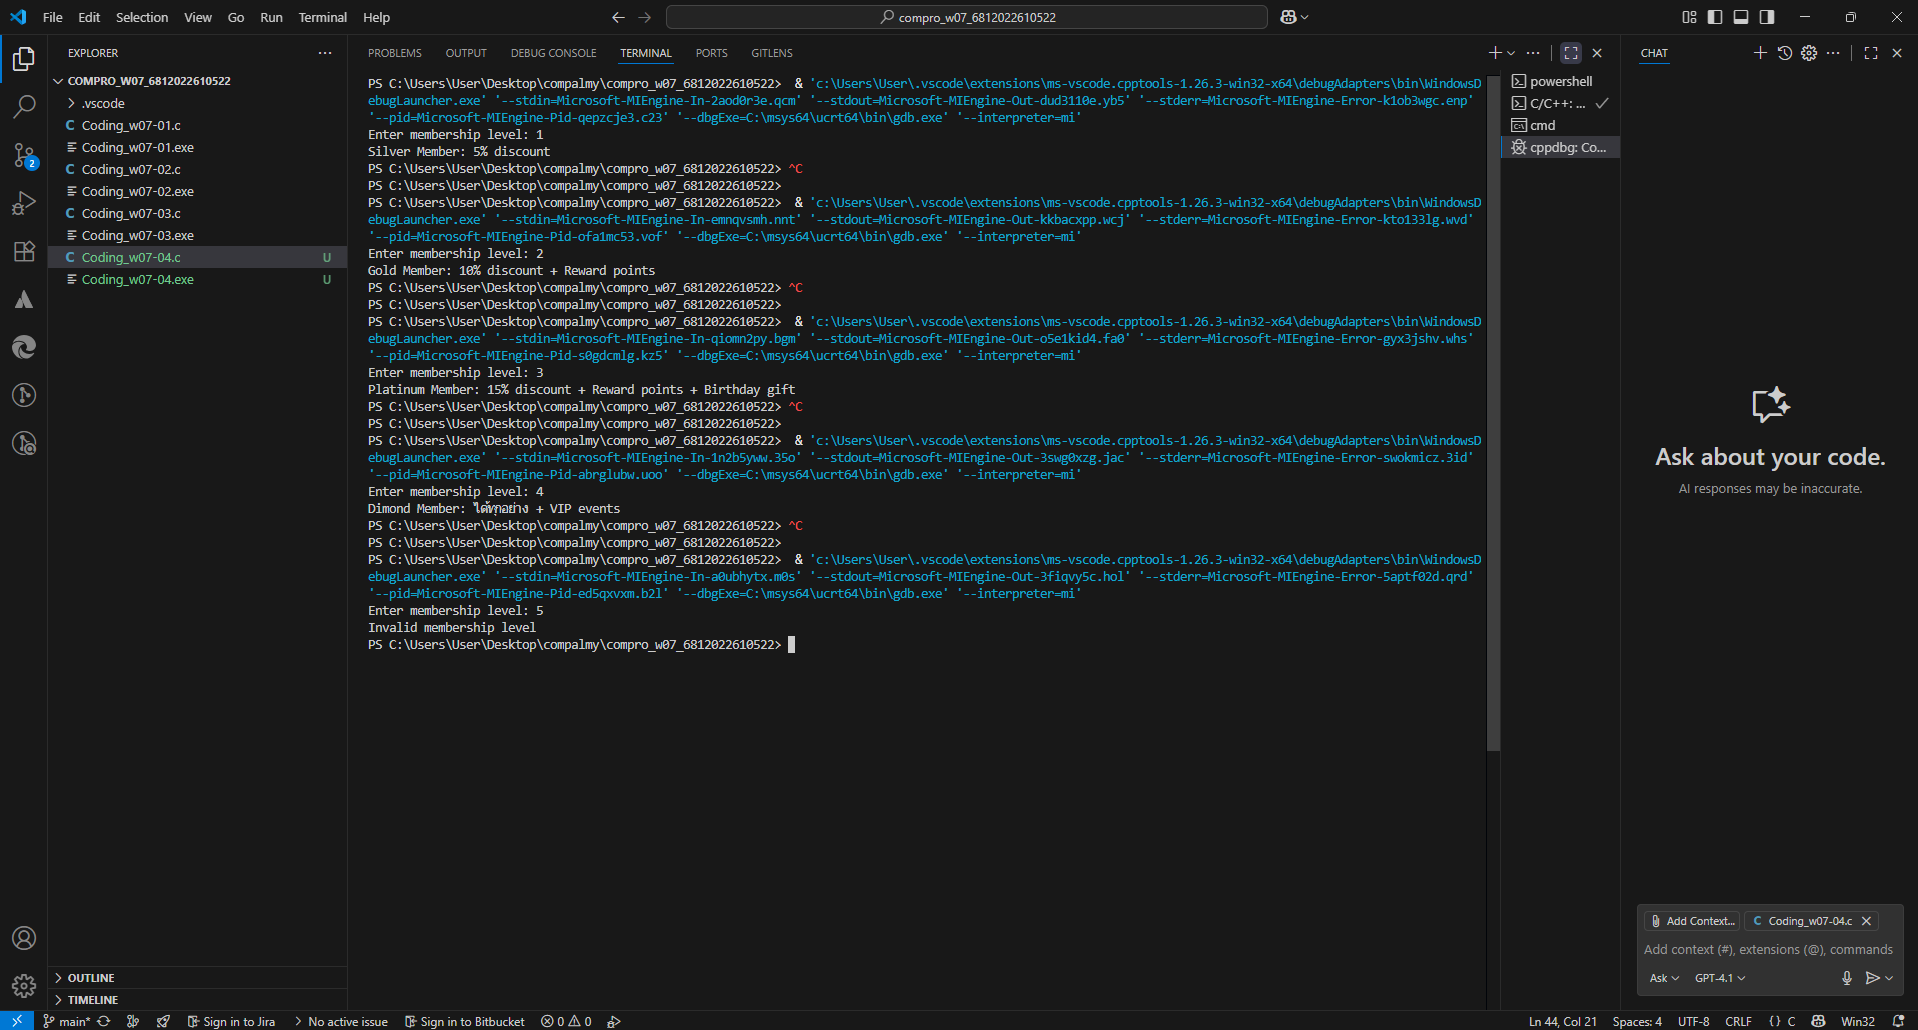 File Edit Selection View Go Run Terminal Help
compro_w07_6812022610522
EXPLORER
COMPRO_W07_6812022610522
.vscode
C Coding_w07-01.c
Coding_w07-01.exe
C Coding_w07-02.c
Coding_w07-02.exe
C Coding_w07-03.c
Coding_w07-03.exe
C Coding_w07-04.c U
Coding_w07-04.exe U
2
OUTLINE
TIMELINE
PROBLEMS OUTPUT DEBUG CONSOLE TERMINAL PORTS GITLENS
PS C:\Users\User\Desktop\compalmy\compro_w07_6812022610522> & 'c:\Users\User\.vscode\extensions\ms-vscode.cpptools-1.26.3-win32-x64\debugAdapters\bin\WindowsD
ebugLauncher.exe' '--stdin=Microsoft-MIEngine-In-2aod0r3e.qcm' '--stdout=Microsoft-MIEngine-Out-dud3110e.yb5' '--stderr=Microsoft-MIEngine-Error-k1ob3wgc.enp'
'--pid=Microsoft-MIEngine-Pid-qepzcje3.c23' '--dbgExe=C:\msys64\ucrt64\bin\gdb.exe' '--interpreter=mi'
Enter membership level: 1
Silver Member: 5% discount
PS C:\Users\User\Desktop\compalmy\compro_w07_6812022610522> ^C
PS C:\Users\User\Desktop\compalmy\compro_w07_6812022610522>
PS C:\Users\User\Desktop\compalmy\compro_w07_6812022610522> & 'c:\Users\User\.vscode\extensions\ms-vscode.cpptools-1.26.3-win32-x64\debugAdapters\bin\WindowsD
ebugLauncher.exe' '--stdin=Microsoft-MIEngine-In-emnqvsmh.nnt' '--stdout=Microsoft-MIEngine-Out-kkbacxpp.wcj' '--stderr=Microsoft-MIEngine-Error-kto133lg.wvd'
'--pid=Microsoft-MIEngine-Pid-ofa1mc53.vof' '--dbgExe=C:\msys64\ucrt64\bin\gdb.exe' '--interpreter=mi'
Enter membership level: 2
Gold Member: 10% discount + Reward points
PS C:\Users\User\Desktop\compalmy\compro_w07_6812022610522> ^C
PS C:\Users\User\Desktop\compalmy\compro_w07_6812022610522>
PS C:\Users\User\Desktop\compalmy\compro_w07_6812022610522> & 'c:\Users\User\.vscode\extensions\ms-vscode.cpptools-1.26.3-win32-x64\debugAdapters\bin\WindowsD
ebugLauncher.exe' '--stdin=Microsoft-MIEngine-In-qiomn2py.bgm' '--stdout=Microsoft-MIEngine-Out-o5e1kid4.fa0' '--stderr=Microsoft-MIEngine-Error-gyx3jshv.whs'
'--pid=Microsoft-MIEngine-Pid-s0gdcmlg.kz5' '--dbgExe=C:\msys64\ucrt64\bin\gdb.exe' '--interpreter=mi'
Enter membership level: 3
Platinum Member: 15% discount + Reward points + Birthday gift
PS C:\Users\User\Desktop\compalmy\compro_w07_6812022610522> ^C
PS C:\Users\User\Desktop\compalmy\compro_w07_6812022610522>
PS C:\Users\User\Desktop\compalmy\compro_w07_6812022610522> & 'c:\Users\User\.vscode\extensions\ms-vscode.cpptools-1.26.3-win32-x64\debugAdapters\bin\WindowsD
ebugLauncher.exe' '--stdin=Microsoft-MIEngine-In-1n2b5yww.35o' '--stdout=Microsoft-MIEngine-Out-3swg0xzg.jac' '--stderr=Microsoft-MIEngine-Error-swokmicz.3id'
'--pid=Microsoft-MIEngine-Pid-abrglubw.uoo' '--dbgExe=C:\msys64\ucrt64\bin\gdb.exe' '--interpreter=mi'
Enter membership level: 4
Dimond Member: ได้ทุกอย่าง + VIP events
PS C:\Users\User\Desktop\compalmy\compro_w07_6812022610522> ^C
PS C:\Users\User\Desktop\compalmy\compro_w07_6812022610522>
PS C:\Users\User\Desktop\compalmy\compro_w07_6812022610522> & 'c:\Users\User\.vscode\extensions\ms-vscode.cpptools-1.26.3-win32-x64\debugAdapters\bin\WindowsD
ebugLauncher.exe' '--stdin=Microsoft-MIEngine-In-a0ubhytx.m0s' '--stdout=Microsoft-MIEngine-Out-3fiqvy5c.hol' '--stderr=Microsoft-MIEngine-Error-5aptf02d.qrd'
'--pid=Microsoft-MIEngine-Pid-ed5qxvxm.b2l' '--dbgExe=C:\msys64\ucrt64\bin\gdb.exe' '--interpreter=mi'
Enter membership level: 5
Invalid membership level
PS C:\Users\User\Desktop\compalmy\compro_w07_6812022610522>
powershell
C/C++: ...
cmd
cppdbg: Co...
CHAT
Ask about your code.
AI responses may be inaccurate.
Add Context... C Coding_w07-04.c
Add context (#), extensions (@), commands
Ask GPT-4.1
main* Sign in to Jira No active issue Sign in to Bitbucket 0 0 Ln 44, Col 21 Spaces: 4 UTF-8 CRLF {} C Win32